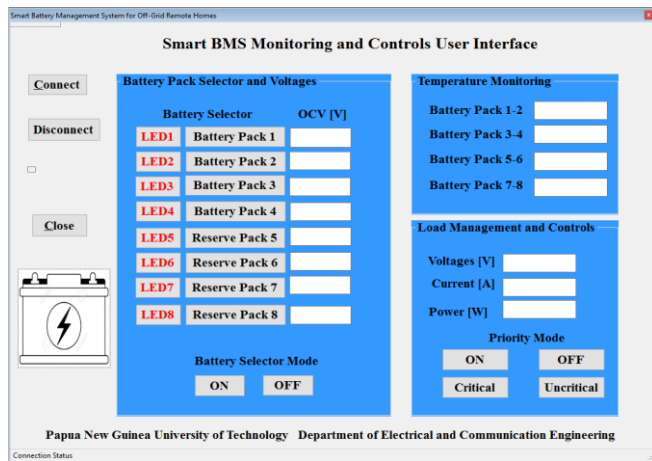 Smart Battery Management System for Off-Grid Remote Homes
Smart BMS Monitoring and Controls User Interface
Connect
Disconnect
Close
Battery Pack Selector and Voltages
Battery Selector OCV [V]
LED1 Battery Pack 1
LED2 Battery Pack 2
LED3 Battery Pack 3
LED4 Battery Pack 4
LED5 Reserve Pack 5
LED6 Reserve Pack 6
LED7 Reserve Pack 7
LED8 Reserve Pack 8
Battery Selector Mode
ON OFF
Temperature Monitoring
Battery Pack 1-2
Battery Pack 3-4
Battery Pack 5-6
Battery Pack 7-8
Load Management and Controls
Voltages [V]
Current [A]
Power [W]
Priority Mode
ON OFF
Critical Uncritical
Papua New Guinea University of Technology Department of Electrical and Communication Engineering
Connection Status